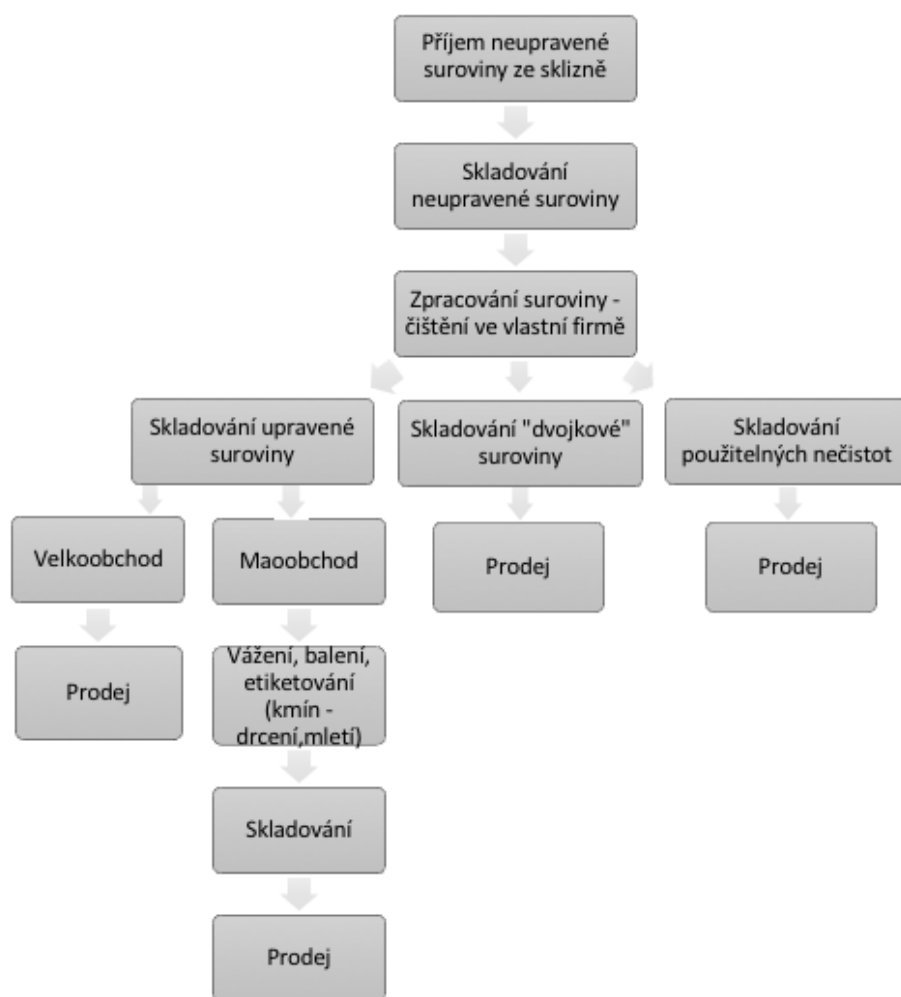 Příjem neupravené
suroviny ze sklizně
Skladování
neupravené suroviny
Zpracování suroviny -
čištění ve vlastní firmě
Skladování upravené
suroviny
Skladování "dvojkové"
suroviny
Skladování
použitelných nečistot
Velkoobchod
Maoobchod
Prodej
Prodej
Prodej
Vážení, balení,
etiketování
(kmín -
drcení,mletí)
Skladování
Prodej